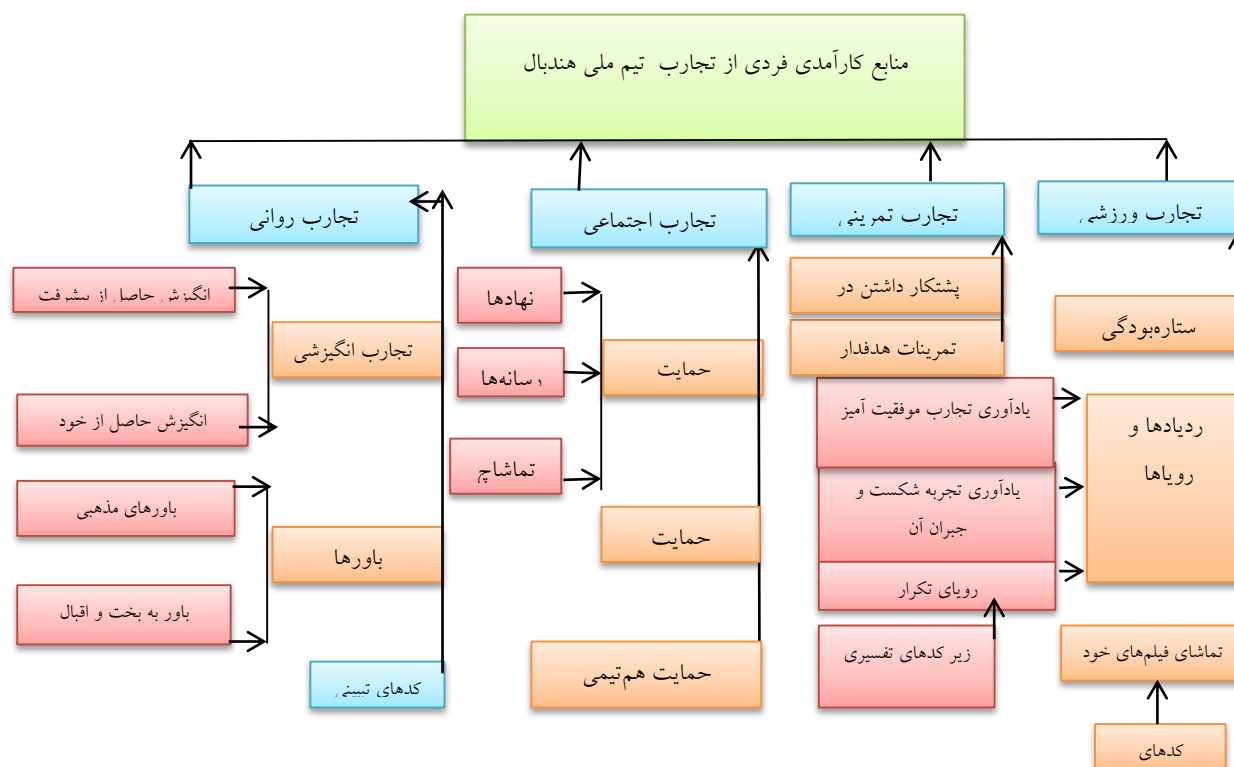 منابع کارآمدی فردی از تجارب تیم ملی هندبال
تجارب ورزشی
تجارب تمرینی
تجارب اجتماعی
تجارب روانی
ستاره‌بودگی
ردیادها و
رویاها
تماشای فیلم‌های خود
کدهای
پشتکار داشتن در
تمرینات هدفدار
یادآوری تجارب موفقیت آمیز
یادآوری تجربه شکست و
جبران آن
رویای تکرار
زیر کدهای تفسیری
حمایت
نهادها
رسانه‌ها
تماشاچ
حمایت
حمایت هم‌تیمی
تجارب انگیزشی
انگیزش حاصل از پیشرفت
انگیزش حاصل از خود
باورها
باورهای مذهبی
باور به بخت و اقبال
کدهای تبیینی